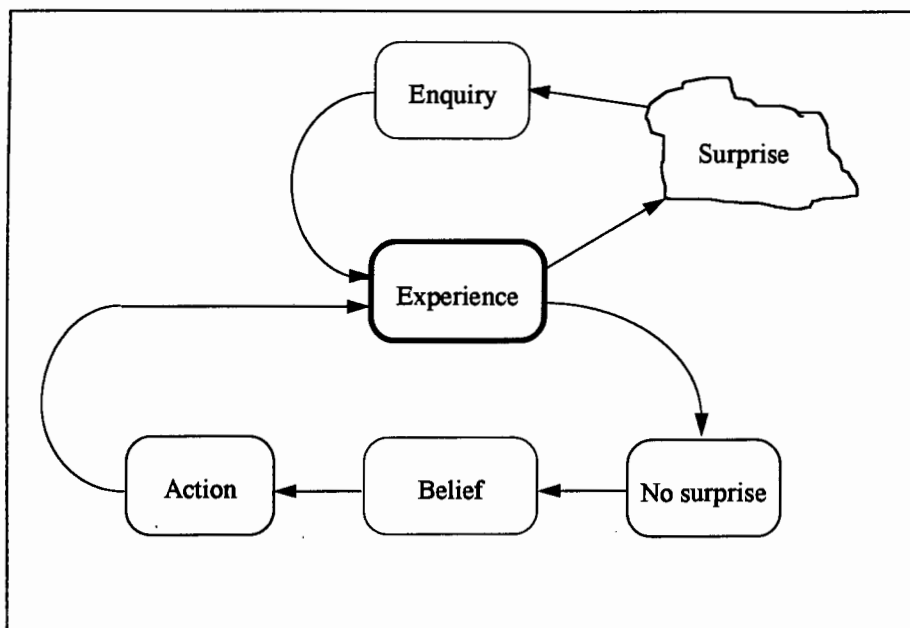 Enquiry
Surprise
Experience
Action
Belief
No surprise